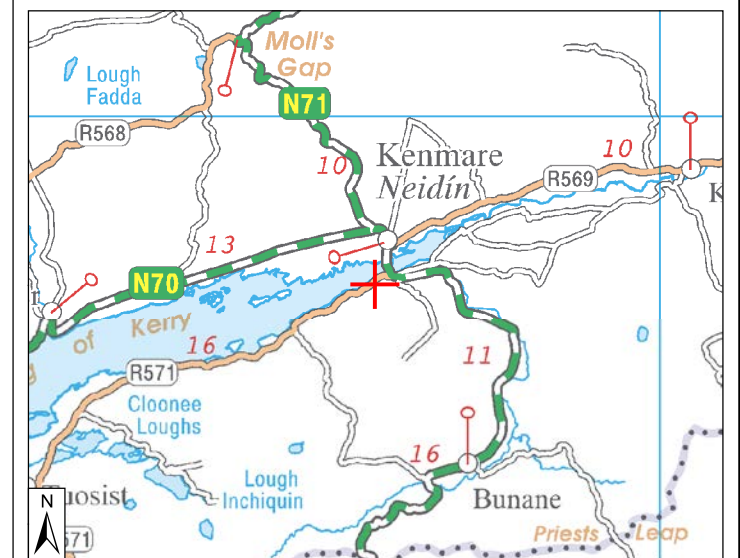 Moll's
Gap
Lough
Fadda
N71
R568
10
Kenmare
Neidín
10
R569
K
13
N70
of Kerry
16
R571
11
Cloonee
Loughs
16
Lough
Inchiquin
Bunane
N
571
Priests Leap